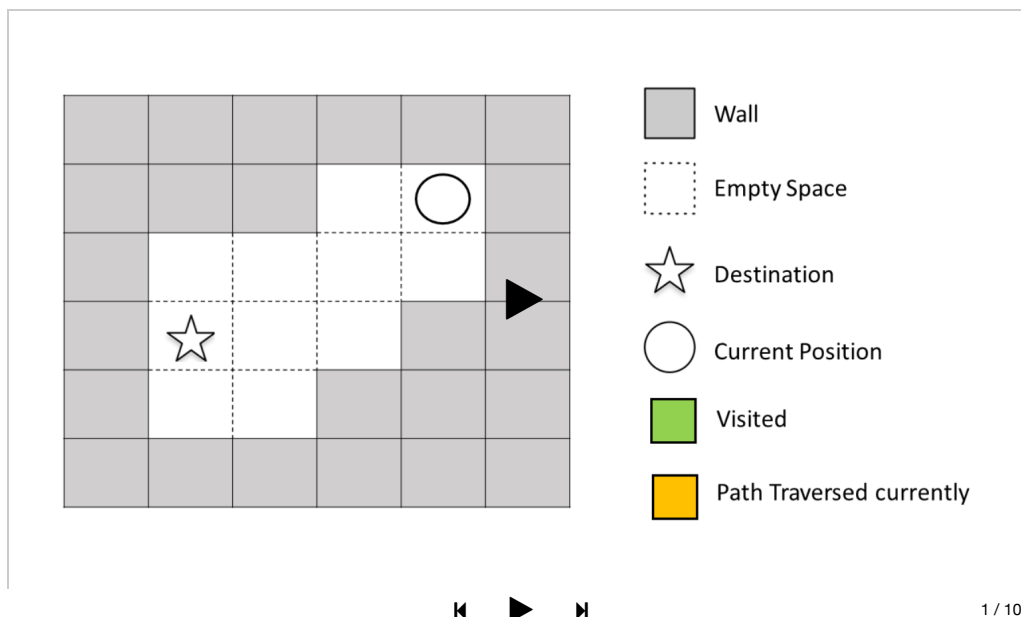 Wall
Empty Space
Destination
Current Position
Visited
Path Traversed currently
1 / 10